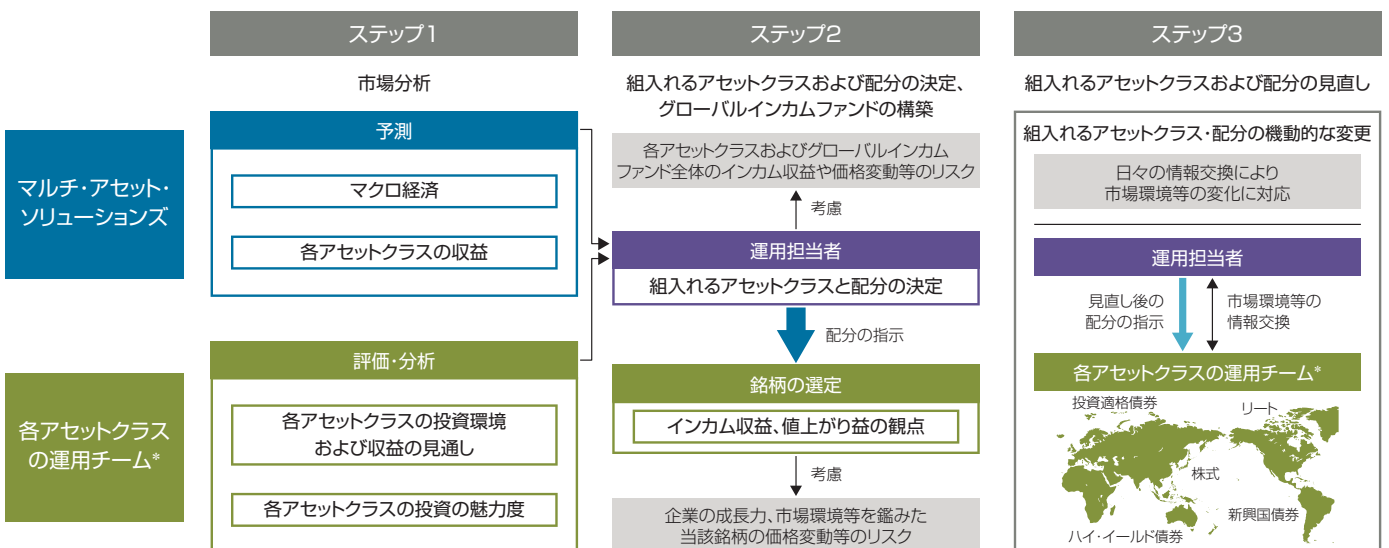 ステップ1
市場分析
マルチ・アセット・
ソリューションズ
予測
マクロ経済
各アセットクラスの収益
各アセットクラス
の運用チーム*
評価・分析
各アセットクラスの投資環境
および収益の見通し
各アセットクラスの投資の魅力度
ステップ2
組入れるアセットクラスおよび配分の決定、
グローバルインカムファンドの構築
各アセットクラスおよびグローバルインカム
ファンド全体のインカム収益や価格変動等のリスク
考慮
運用担当者
組入れるアセットクラスと配分の決定
配分の指示
銘柄の選定
インカム収益、値上がり益の観点
考慮
企業の成長力、市場環境等を鑑みた
当該銘柄の価格変動等のリスク
ステップ3
組入れるアセットクラスおよび配分の見直し
組入れるアセットクラス・配分の機動的な変更
日々の情報交換により
市場環境等の変化に対応
運用担当者
見直し後の
配分の指示
市場環境等の
情報交換
各アセットクラスの運用チーム*
投資適格債券
リート
株式
新興国債券
ハイ・イールド債券